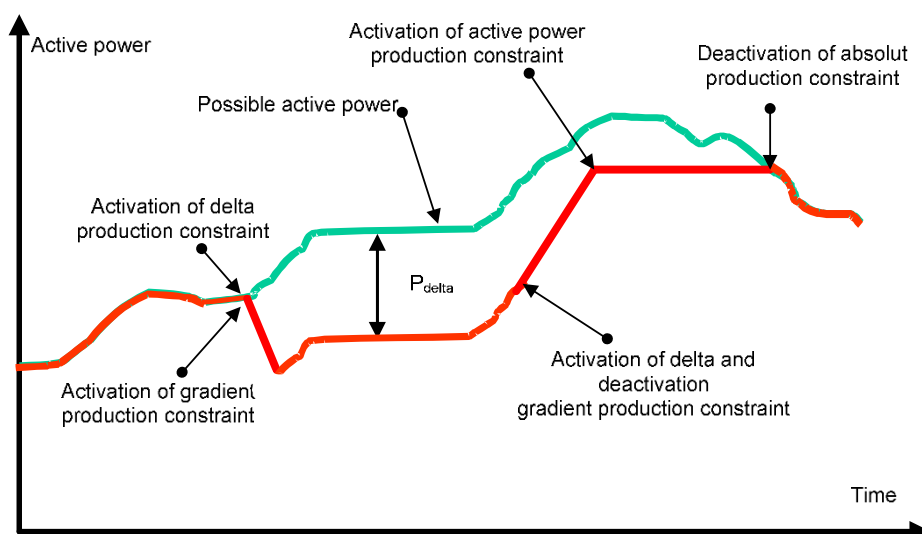 Active power
Activation of active power
production constraint
Deactivation of absolut
production constraint
Possible active power
Activation of delta
production constraint
Pdelta
Activation of gradient
production constraint
Activation of delta and
deactivation
gradient production constraint
Time